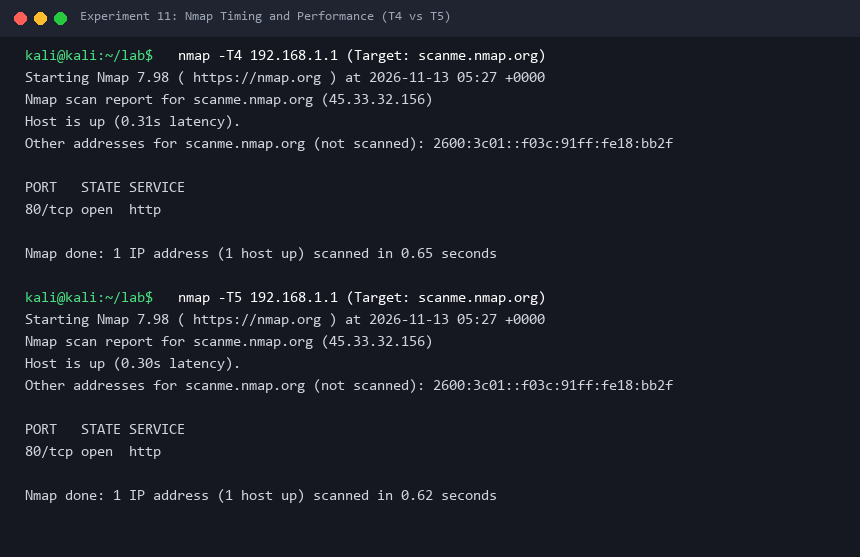 Experiment 11: Nmap Timing and Performance (T4 vs T5)
kali@kali:~/lab$ nmap -T4 192.168.1.1 (Target: scanme.nmap.org)
Starting Nmap 7.98 ( https://nmap.org ) at 2026-11-13 05:27 +0000
Nmap scan report for scanme.nmap.org (45.33.32.156)
Host is up (0.31s latency).
Other addresses for scanme.nmap.org (not scanned): 2600:3c01::f03c:91ff:fe18:bb2f
PORT STATE SERVICE
80/tcp open http
Nmap done: 1 IP address (1 host up) scanned in 0.65 seconds
kali@kali:~/lab$ nmap -T5 192.168.1.1 (Target: scanme.nmap.org)
Starting Nmap 7.98 ( https://nmap.org ) at 2026-11-13 05:27 +0000
Nmap scan report for scanme.nmap.org (45.33.32.156)
Host is up (0.30s latency).
Other addresses for scanme.nmap.org (not scanned): 2600:3c01::f03c:91ff:fe18:bb2f
PORT STATE SERVICE
80/tcp open http
Nmap done: 1 IP address (1 host up) scanned in 0.62 seconds